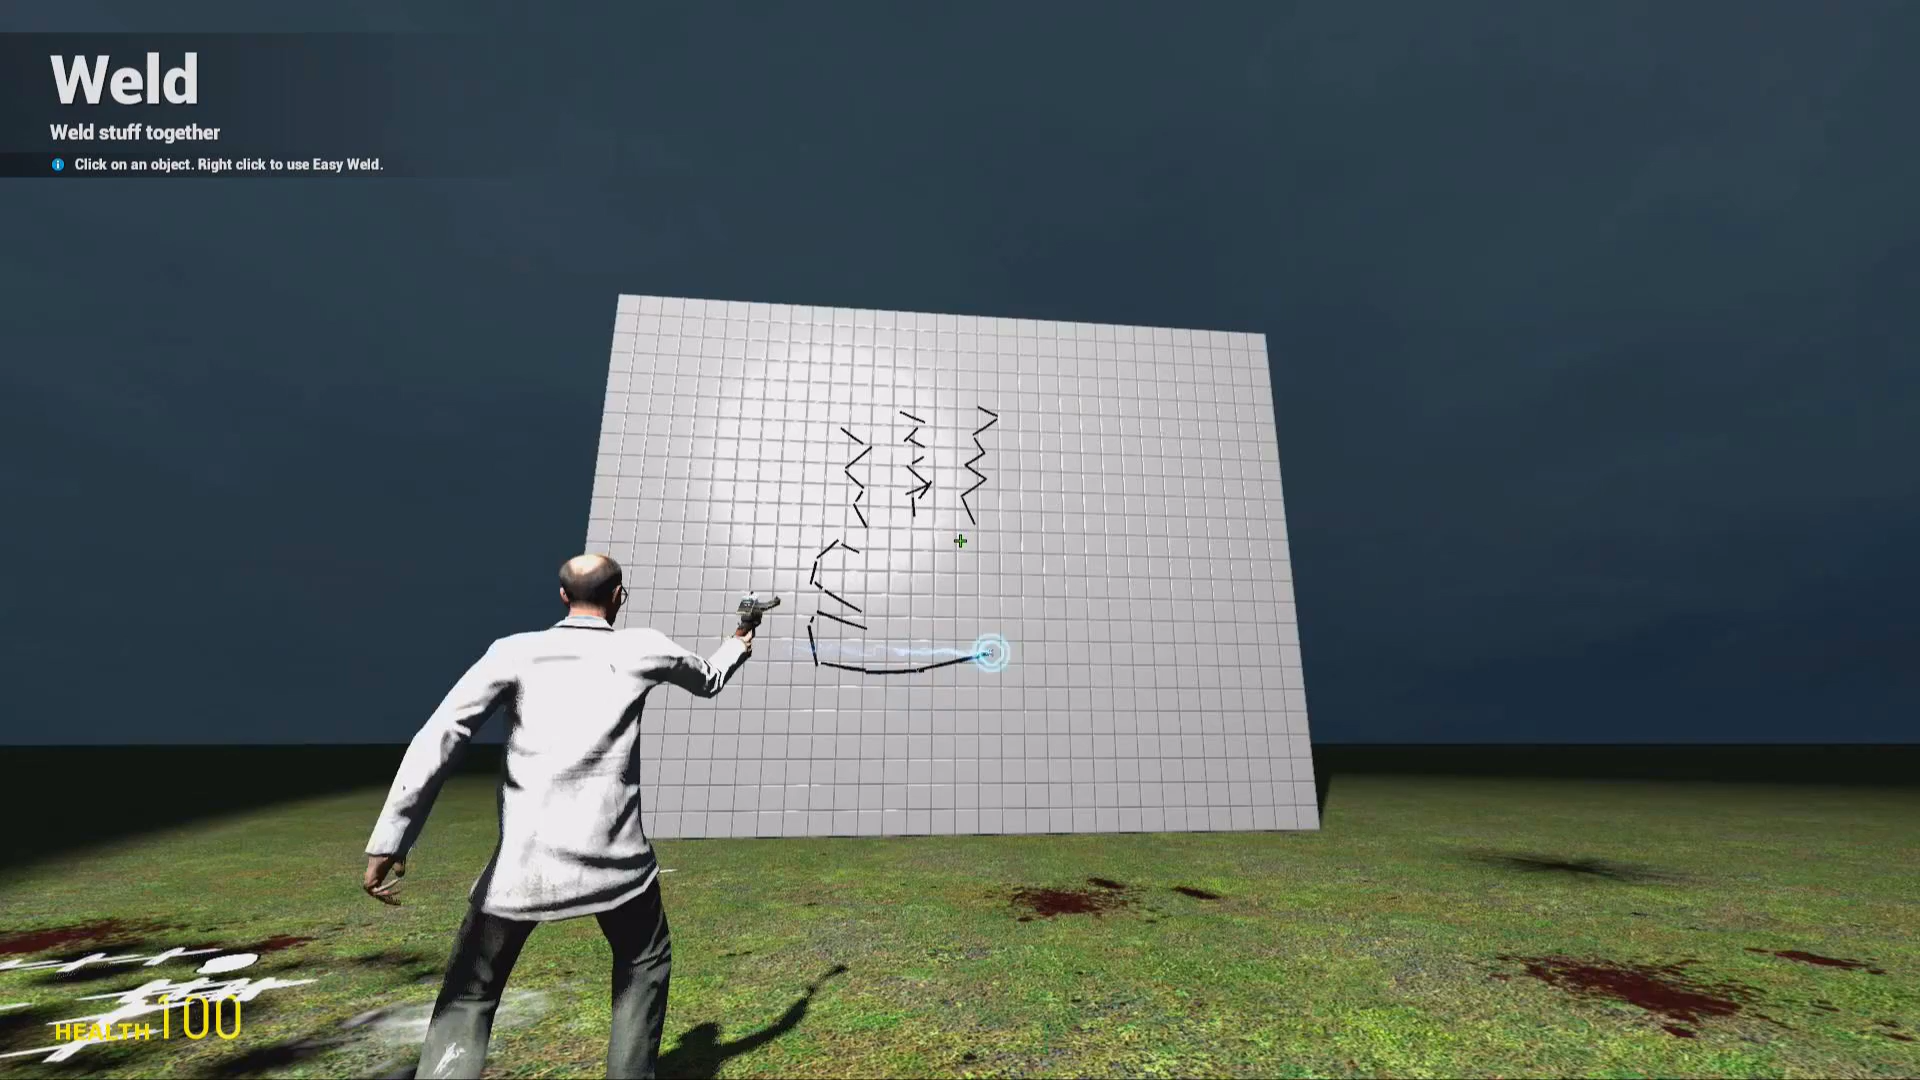 Weld
Weld stuff together
Click on an object. Right click to use Easy Weld.
HEALTH 100